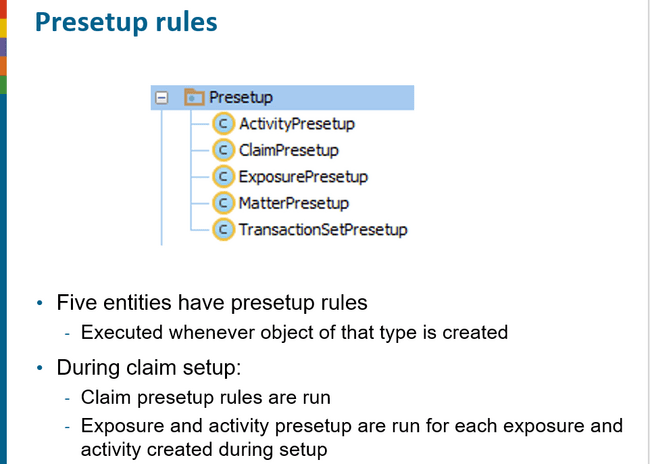 Presetup rules
Presetup
ActivityPresetup
ClaimPresetup
ExposurePresetup
MatterPresetup
TransactionSetPresetup
• Five entities have presetup rules
- Executed whenever object of that type is created
• During claim setup:
- Claim presetup rules are run
- Exposure and activity presetup are run for each exposure and
activity created during setup